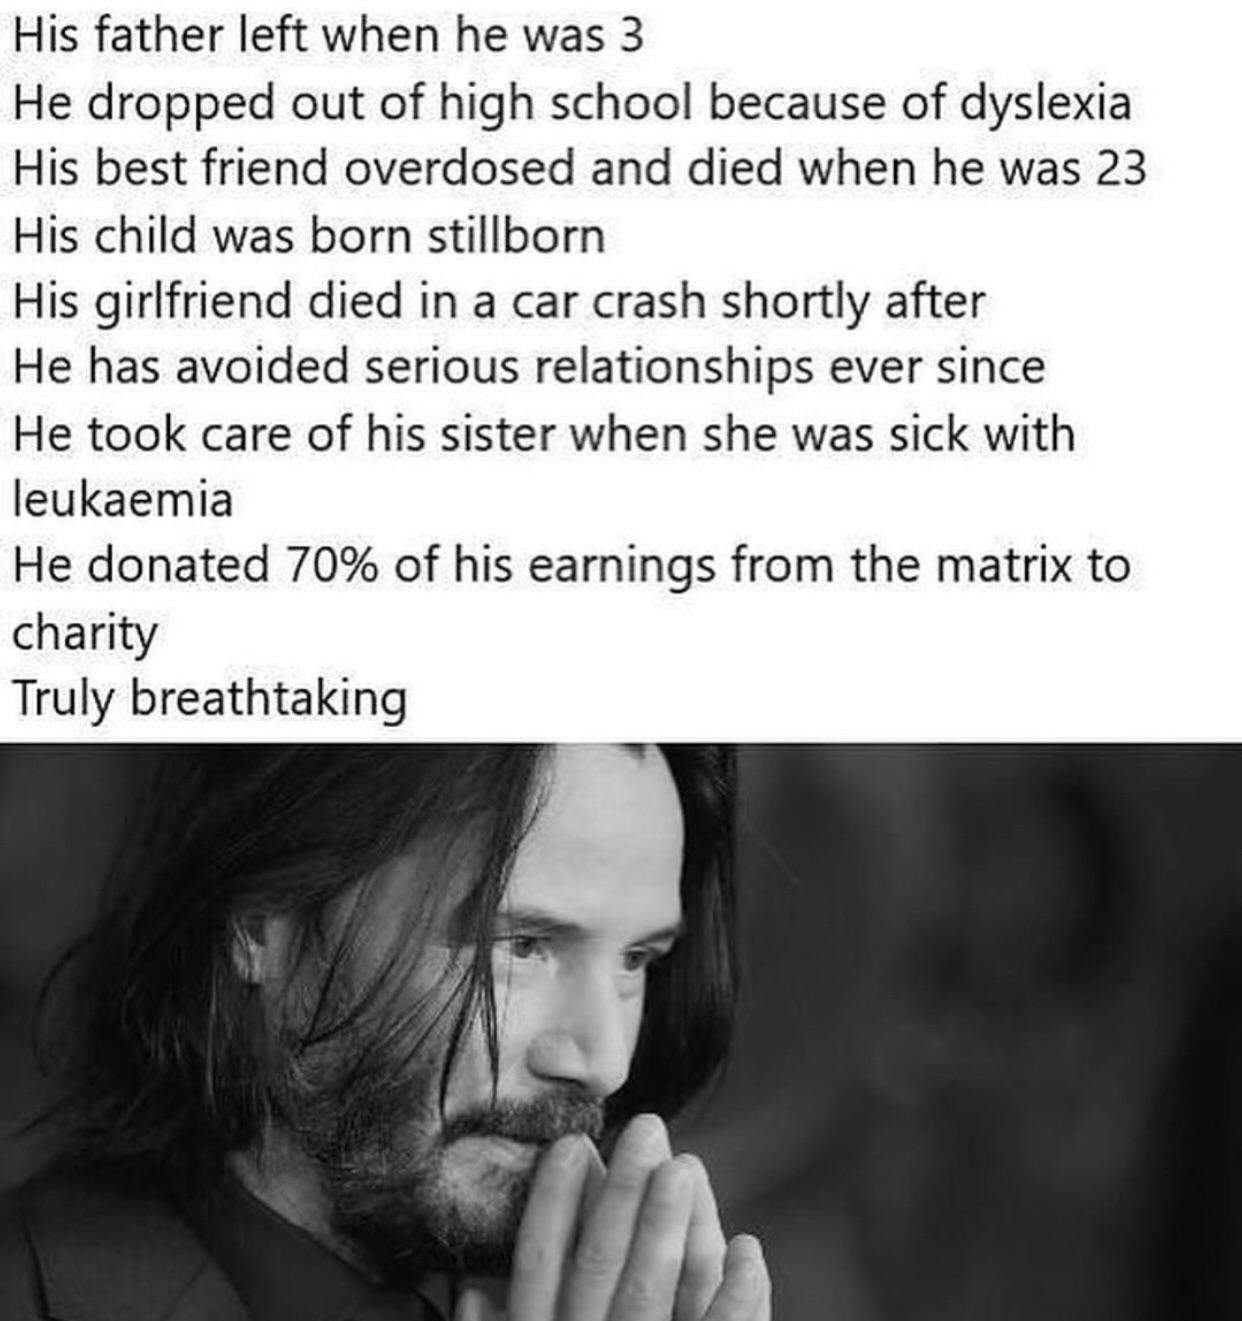 His father left when he was 3
He dropped out of high school because of dyslexia
His best friend overdosed and died when he was 23
His child was born stillborn
His girlfriend died in a car crash shortly after
He has avoided serious relationships ever since
He took care of his sister when she was sick with
leukaemia
He donated 70% of his earnings from the matrix to
charity
Truly breathtaking